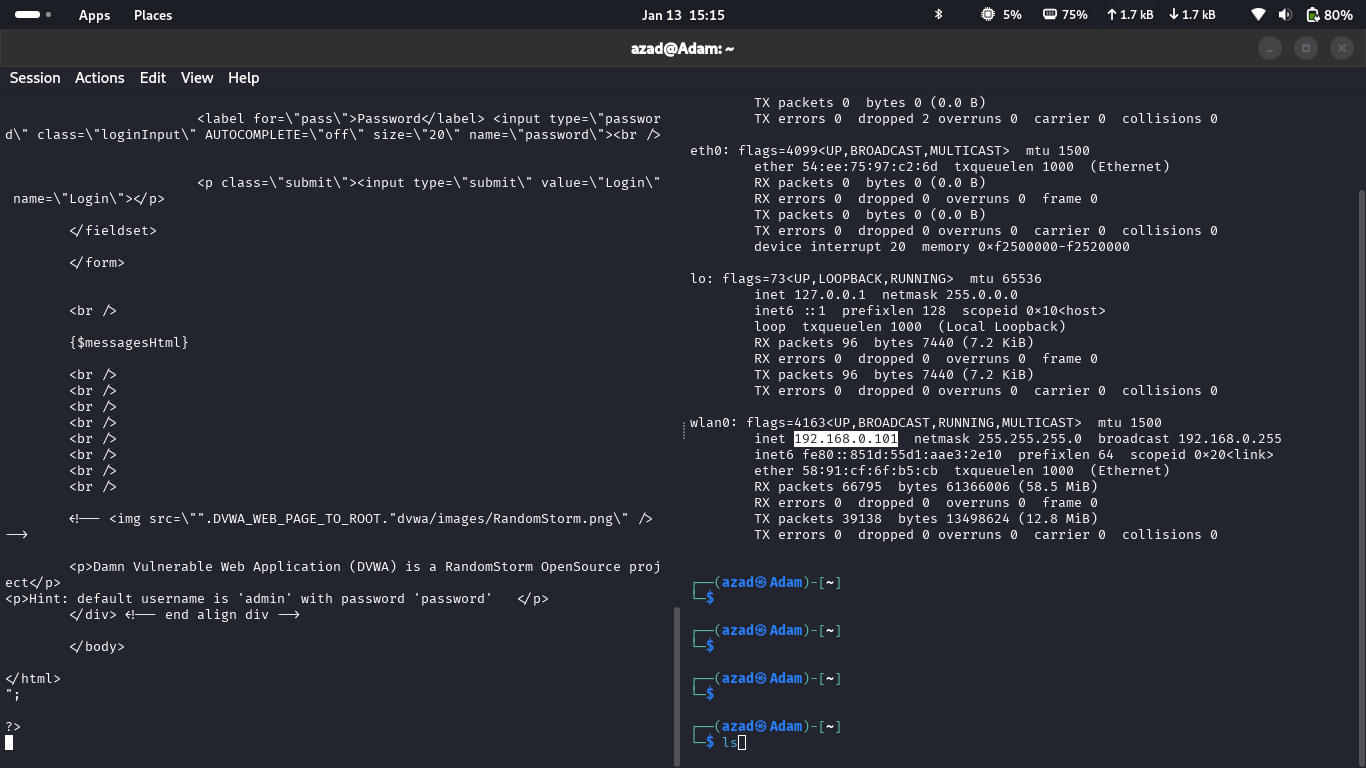 Apps Places Jan 13 15:15 5% 75% ↑ 1.7 kB ↓ 1.7 kB 80%
azad@Adam: ~
Session Actions Edit View Help
<label for=\"pass\">Password</label> <input type=\"passwor
d\" class=\"loginInput\" AUTOCOMPLETE=\"off\" size=\"20\" name=\"password\"><br />
<p class=\"submit\"><input type=\"submit\" value=\"Login\"
name=\"Login\"></p>
</fieldset>
</form>
<br />
{$messagesHtml}
<br />
<br />
<br />
<br />
<br />
<br />
<br />
<br />
<!-- <img src=\"".DVWA_WEB_PAGE_TO_ROOT."dvwa/images/RandomStorm.png\" />
-->
<p>Damn Vulnerable Web Application (DVWA) is a RandomStorm OpenSource proj
ect</p>
<p>Hint: default username is 'admin' with password 'password' </p>
</div> <!-- end align div -->
</body>
</html>
";
?>
TX packets 0 bytes 0 (0.0 B)
TX errors 0 dropped 2 overruns 0 carrier 0 collisions 0
eth0: flags=4099<UP,BROADCAST,MULTICAST> mtu 1500
ether 54:ee:75:97:c2:6d txqueuelen 1000 (Ethernet)
RX packets 0 bytes 0 (0.0 B)
RX errors 0 dropped 0 overruns 0 frame 0
TX packets 0 bytes 0 (0.0 B)
TX errors 0 dropped 0 overruns 0 carrier 0 collisions 0
device interrupt 20 memory 0xf2500000-f2520000
lo: flags=73<UP,LOOPBACK,RUNNING> mtu 65536
inet 127.0.0.1 netmask 255.0.0.0
inet6 ::1 prefixlen 128 scopeid 0x10<host>
loop txqueuelen 1000 (Local Loopback)
RX packets 96 bytes 7440 (7.2 KiB)
RX errors 0 dropped 0 overruns 0 frame 0
TX packets 96 bytes 7440 (7.2 KiB)
TX errors 0 dropped 0 overruns 0 carrier 0 collisions 0
wlan0: flags=4163<UP,BROADCAST,RUNNING,MULTICAST> mtu 1500
inet 192.168.0.101 netmask 255.255.255.0 broadcast 192.168.0.255
inet6 fe80::851d:55d1:aae3:2e10 prefixlen 64 scopeid 0x20<link>
ether 58:91:cf:6f:b5:cb txqueuelen 1000 (Ethernet)
RX packets 66795 bytes 61366006 (58.5 MiB)
RX errors 0 dropped 0 overruns 0 frame 0
TX packets 39138 bytes 13498624 (12.8 MiB)
TX errors 0 dropped 0 overruns 0 carrier 0 collisions 0
┌──(azad㉿Adam)-[~]
└─$
┌──(azad㉿Adam)-[~]
└─$
┌──(azad㉿Adam)-[~]
└─$
┌──(azad㉿Adam)-[~]
└─$ ls